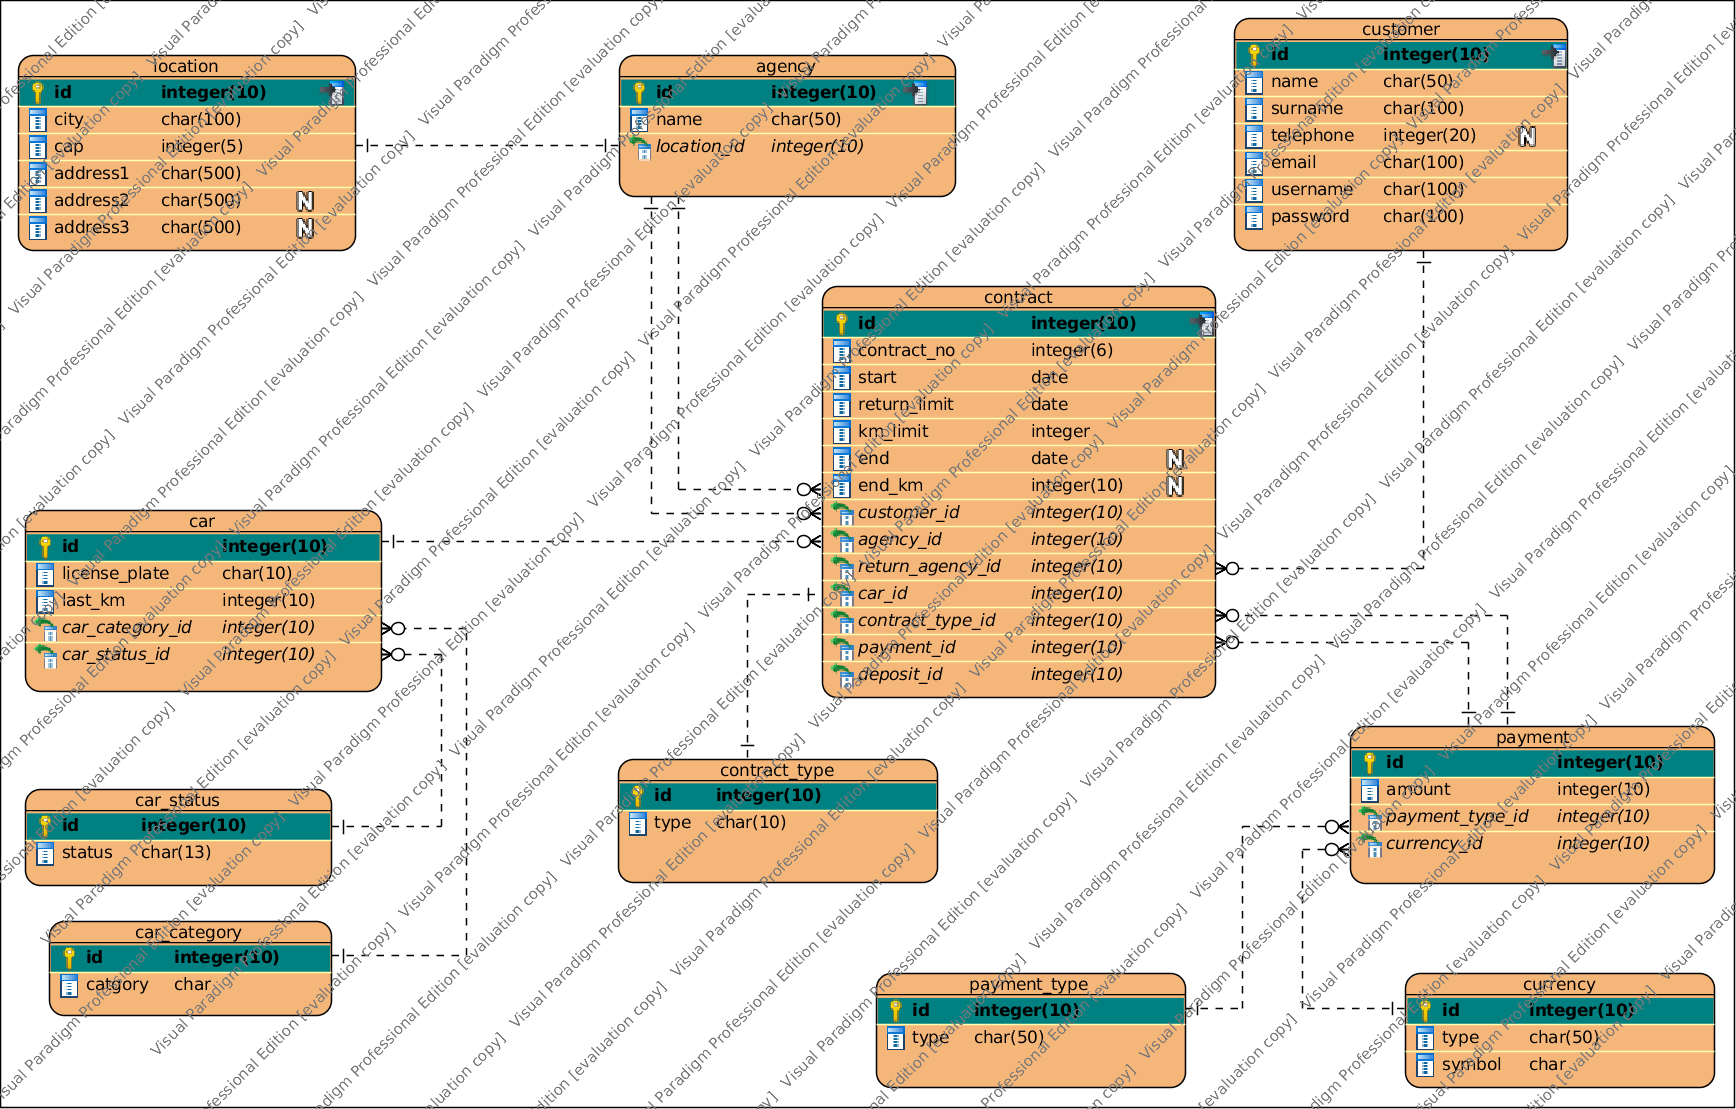 location
id integer(10)
city char(100)
cap integer(5)
address1 char(500)
address2 char(500) N
address3 char(500) N
agency
id integer(10)
name char(50)
location_id integer(10)
customer
id integer(10)
name char(50)
surname char(100)
telephone integer(20) N
email char(100)
username char(100)
password char(100)
contract
id integer(10)
contract_no integer(6)
start date
return_limit date
km_limit integer
end date N
end_km integer(10) N
customer_id integer(10)
agency_id integer(10)
return_agency_id integer(10)
car_id integer(10)
contract_type_id integer(10)
payment_id integer(10)
deposit_id integer(10)
car
id integer(10)
license_plate char(10)
last_km integer(10)
car_category_id integer(10)
car_status_id integer(10)
car_status
id integer(10)
status char(13)
car_category
id integer(10)
catgory char
contract_type
id integer(10)
type char(10)
payment
id integer(10)
amount integer(10)
payment_type_id integer(10)
currency_id integer(10)
payment_type
id integer(10)
type char(50)
currency
id integer(10)
type char(50)
symbol char
Visual Paradigm Professional Edition [evaluation copy]